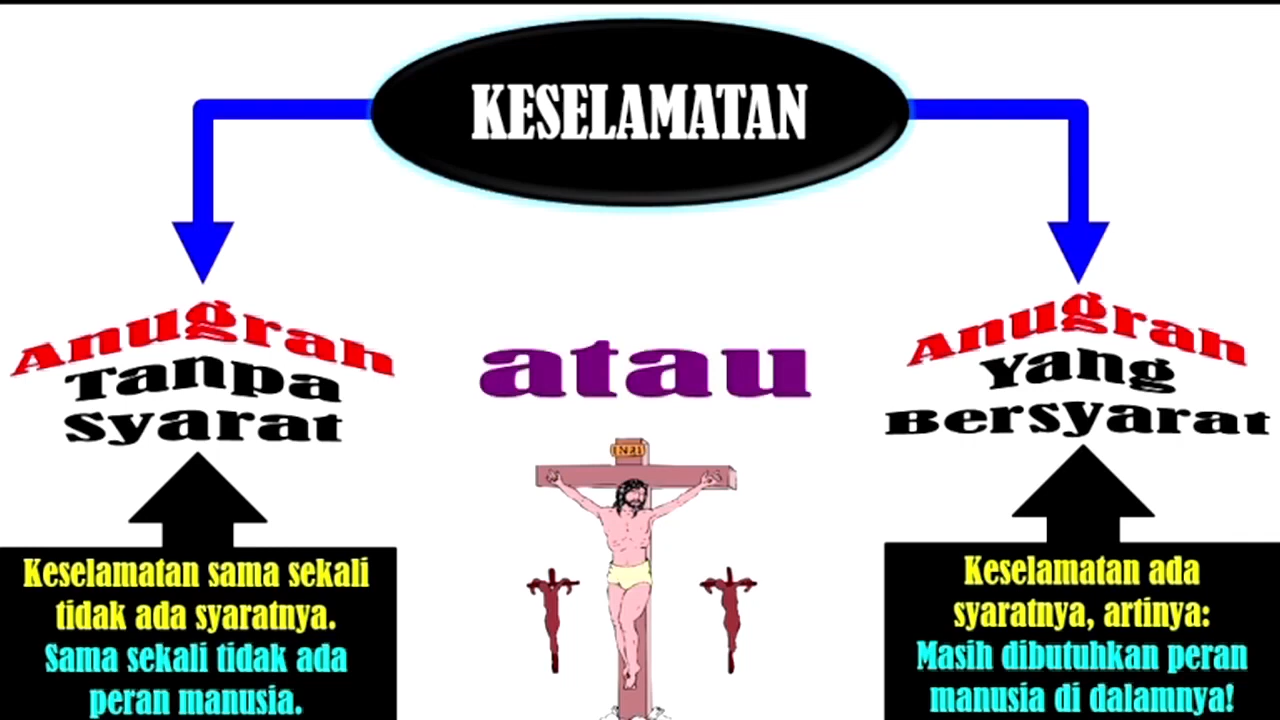 KESELAMATAN
Anugrah
Tanpa
Syarat
atau
Anugrah
Yang
Bersyarat
INRI
Keselamatan sama sekali
tidak ada syaratnya.
Sama sekali tidak ada
peran manusia.
Keselamatan ada
syaratnya, artinya:
Masih dibutuhkan peran
manusia di dalamnya!